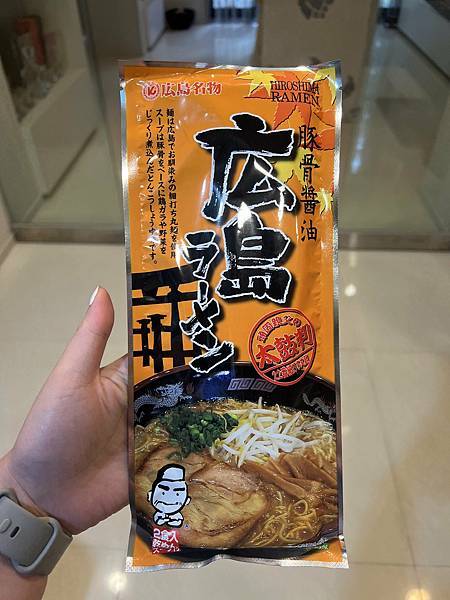 広島名物
HIROSHIMA
RAMEN
豚骨醤油
広島
ラーメン
麺は広島でお馴染みの細打ち丸麺を使用
スープは豚骨をベースに鶏ガラや野菜を
じっくり煮込んだとんこつしょうゆ味です。
太鼓判
2食入